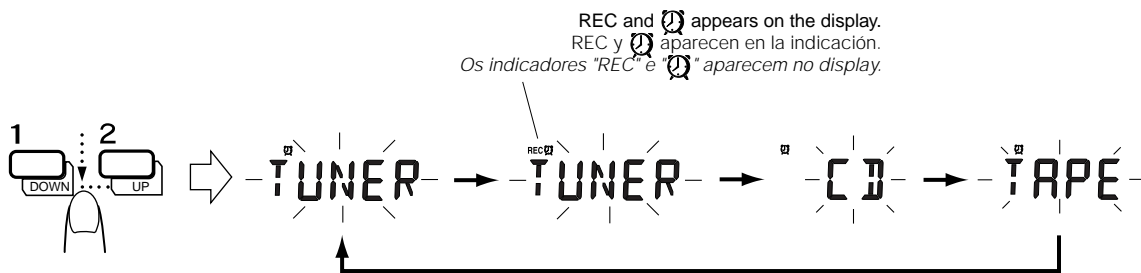 REC and appears on the display.
REC y aparecen en la indicación.
Os indicadores "REC" e " " aparecem no display.
1 2
DOWN UP
TUNER
REC
TUNER
CD
TAPE